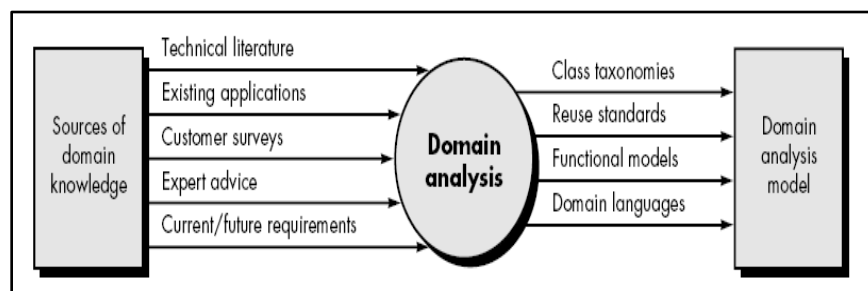 Sources of
domain
knowledge
Technical literature
Existing applications
Customer surveys
Expert advice
Current/future requirements
Domain
analysis
Class taxonomies
Reuse standards
Functional models
Domain languages
Domain
analysis
model